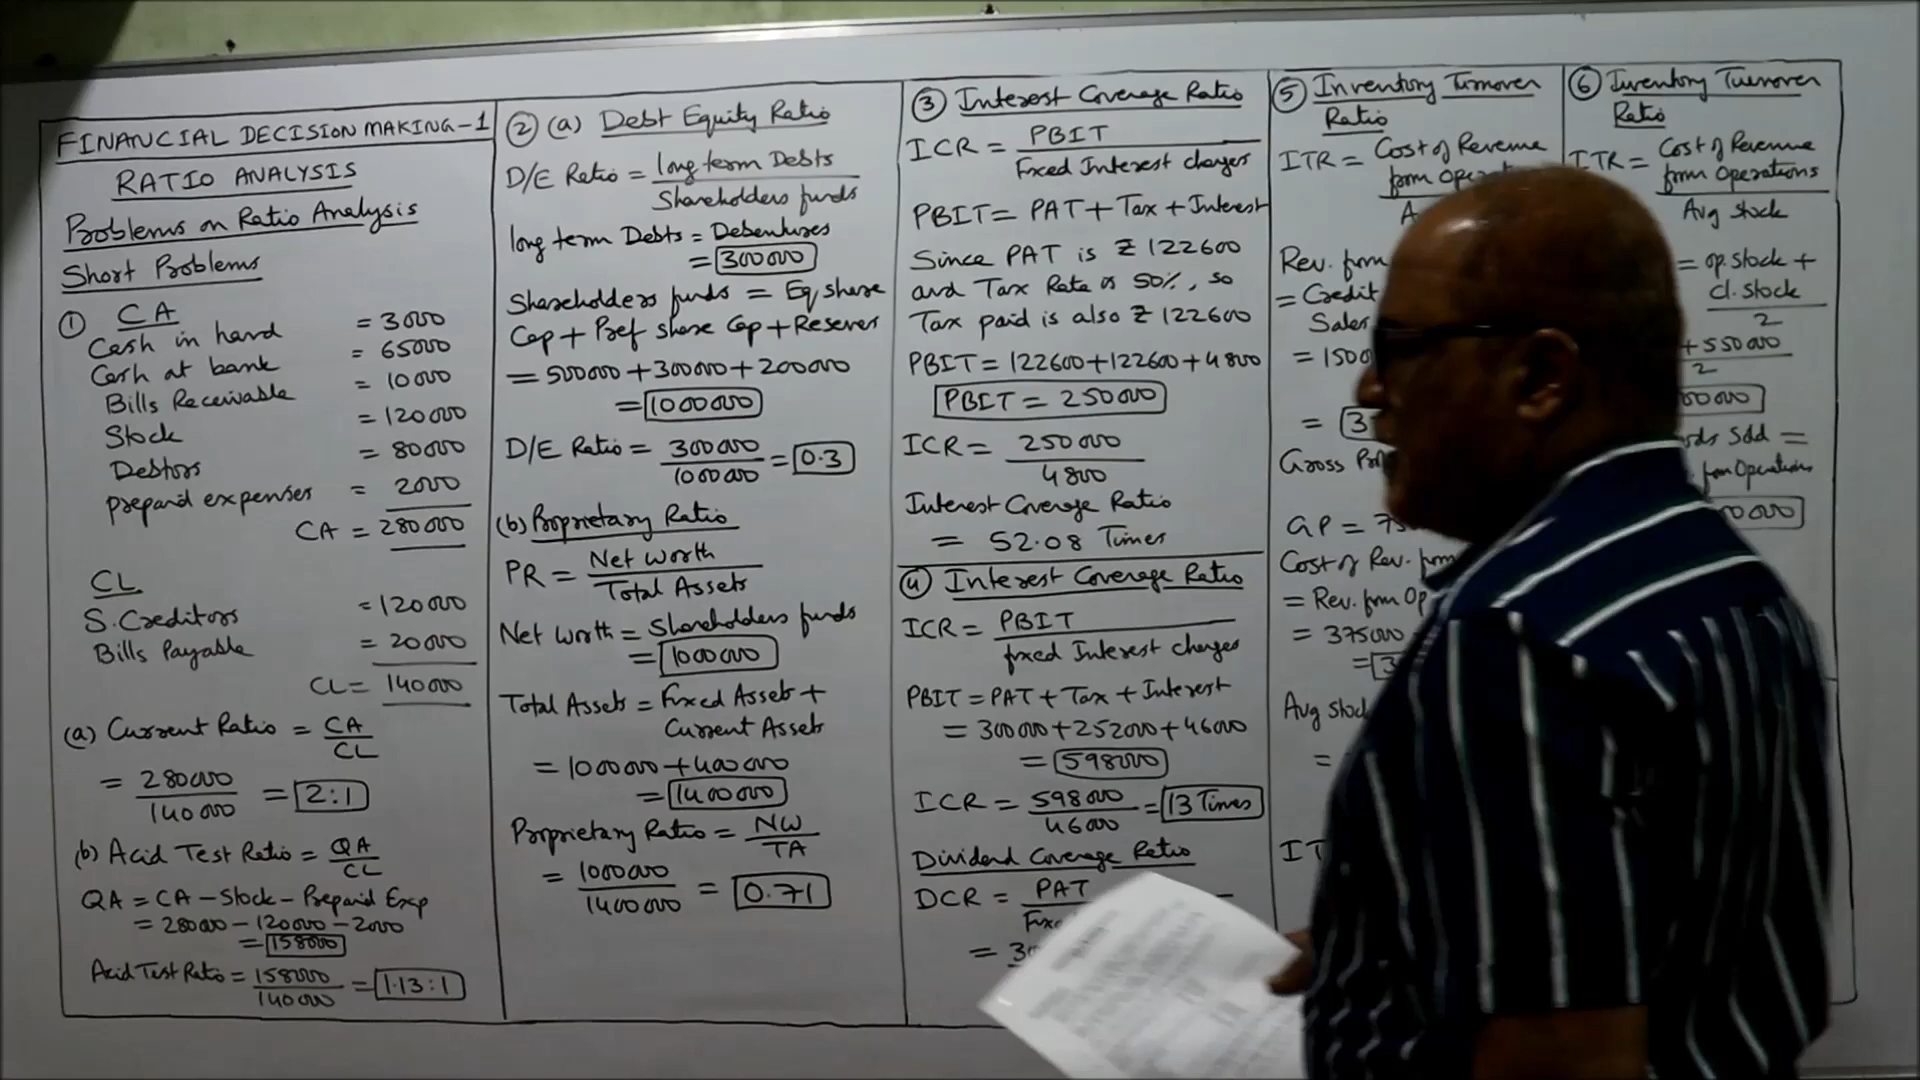 FINANCIAL DECISION MAKING-1
RATIO ANALYSIS
Problems on Ratio Analysis
Short Problems
① CA
Cash in hand = 3000
Cash at bank = 65000
Bills Receivable = 10000
Stock = 120000
Debtors = 80000
Prepaid expenses = 2000
CA = 280000
CL
S. Creditors = 120000
Bills Payable = 20000
CL = 140000
(a) Current Ratio = CA
CL
= 280000
140000
= 2:1
(b) Acid Test Ratio = QA
CL
QA = CA - Stock - Prepaid Exp
= 280000 - 120000 - 2000
= 158000
Acid Test Ratio = 158000
140000
= 1.13:1
② (a) Debt Equity Ratio
D/E Ratio = long term Debts
Shareholders funds
long term Debts = Debentures
= 300000
Shareholders funds = Eq share
Cap + Pref share Cap + Reserves
= 500000 + 300000 + 200000
= 1000000
D/E Ratio = 300000
1000000
= 0.3
(b) Proprietary Ratio
PR = Net worth
Total Assets
Net worth = Shareholders funds
= 1000000
Total Assets = Fixed Assets +
Current Assets
= 1000000 + 400000
= 1400000
Proprietary Ratio = NW
TA
= 1000000
1400000
= 0.71
③ Interest Coverage Ratio
ICR = PBIT
Fixed Interest charges
PBIT = PAT + Tax + Interest
Since PAT is ₹ 122600
and Tax Rate is 50%, so
Tax paid is also ₹ 122600
PBIT = 122600 + 122600 + 4800
PBIT = 250000
ICR = 250000
4800
Interest Coverage Ratio
= 52.08 Times
④ Interest Coverage Ratio
ICR = PBIT
fixed Interest charges
PBIT = PAT + Tax + Interest
= 300000 + 252000 + 46000
= 598000
ICR = 598000
46000
= 13 Times
Dividend Coverage Ratio
DCR = PAT
=
⑤ Inventory Turnover
Ratio
ITR = Cost of Revenue
from
Rev. from
= Credit
Sales
=
=
Gross
GP =
Cost of Rev. from
= Rev. from Op
= 375000
=
Avg stock
=
⑥ Inventory Turnover
Ratio
ITR = Cost of Revenue
from Operations
Avg stock
= op. stock +
cl. stock
2
+ 550000
2
Sold =
from Operations